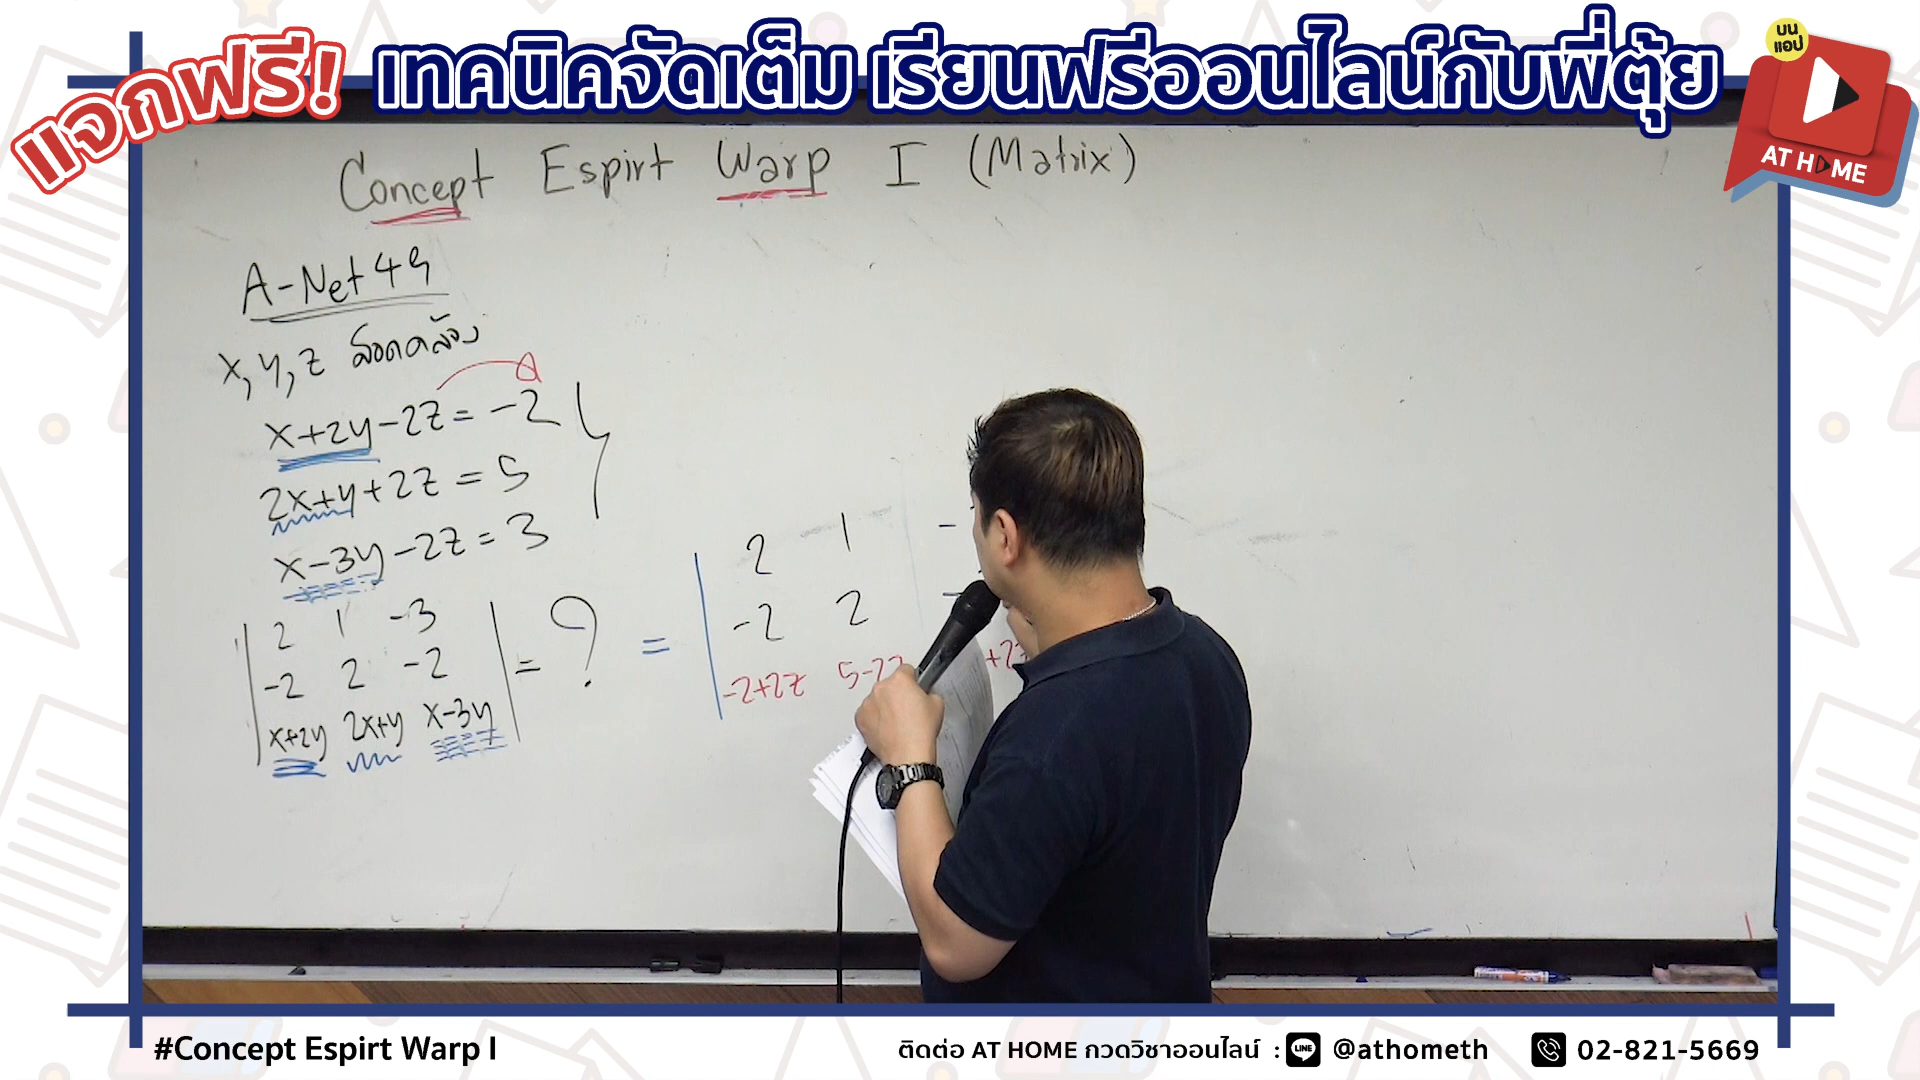 แจกฟรี! เทคนิคจัดเต็ม เรียนฟรีออนไลน์กับพี่ตุ้ย
บน
แอป
AT HOME
Concept Espirt Warp I (Matrix)
A-Net 49
x, y, z สอดคล้อง
x+2y-2z = -2
2x+y+2z = 5
x-3y-2z = 3
2 1 -3
-2 2 -2
x+2y 2x+y x-3y
= ?
=
2 1 -
-2 2 -
-2+2z 5-2z +2z
#Concept Espirt Warp I
ติดต่อ AT HOME กวดวิชาออนไลน์ : LINE @athometh 02-821-5669